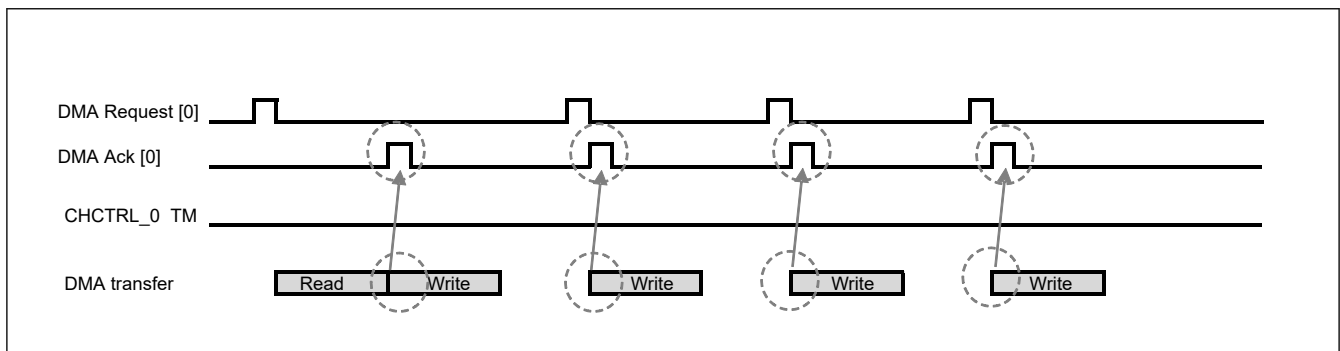 DMA Request [0]
DMA Ack [0]
CHCTRL_0 TM
DMA transfer
Read
Write
Write
Write
Write